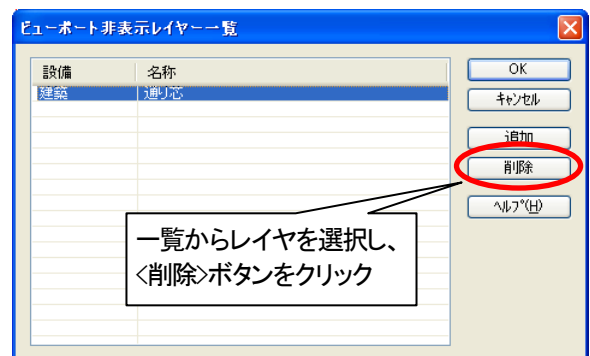 ビューポート非表示レイヤー一覧
設備 名称
建築 通り芯
OK
キャンセル
追加
削除
ヘルプ(H)
一覧からレイヤを選択し、
<削除>ボタンをクリック